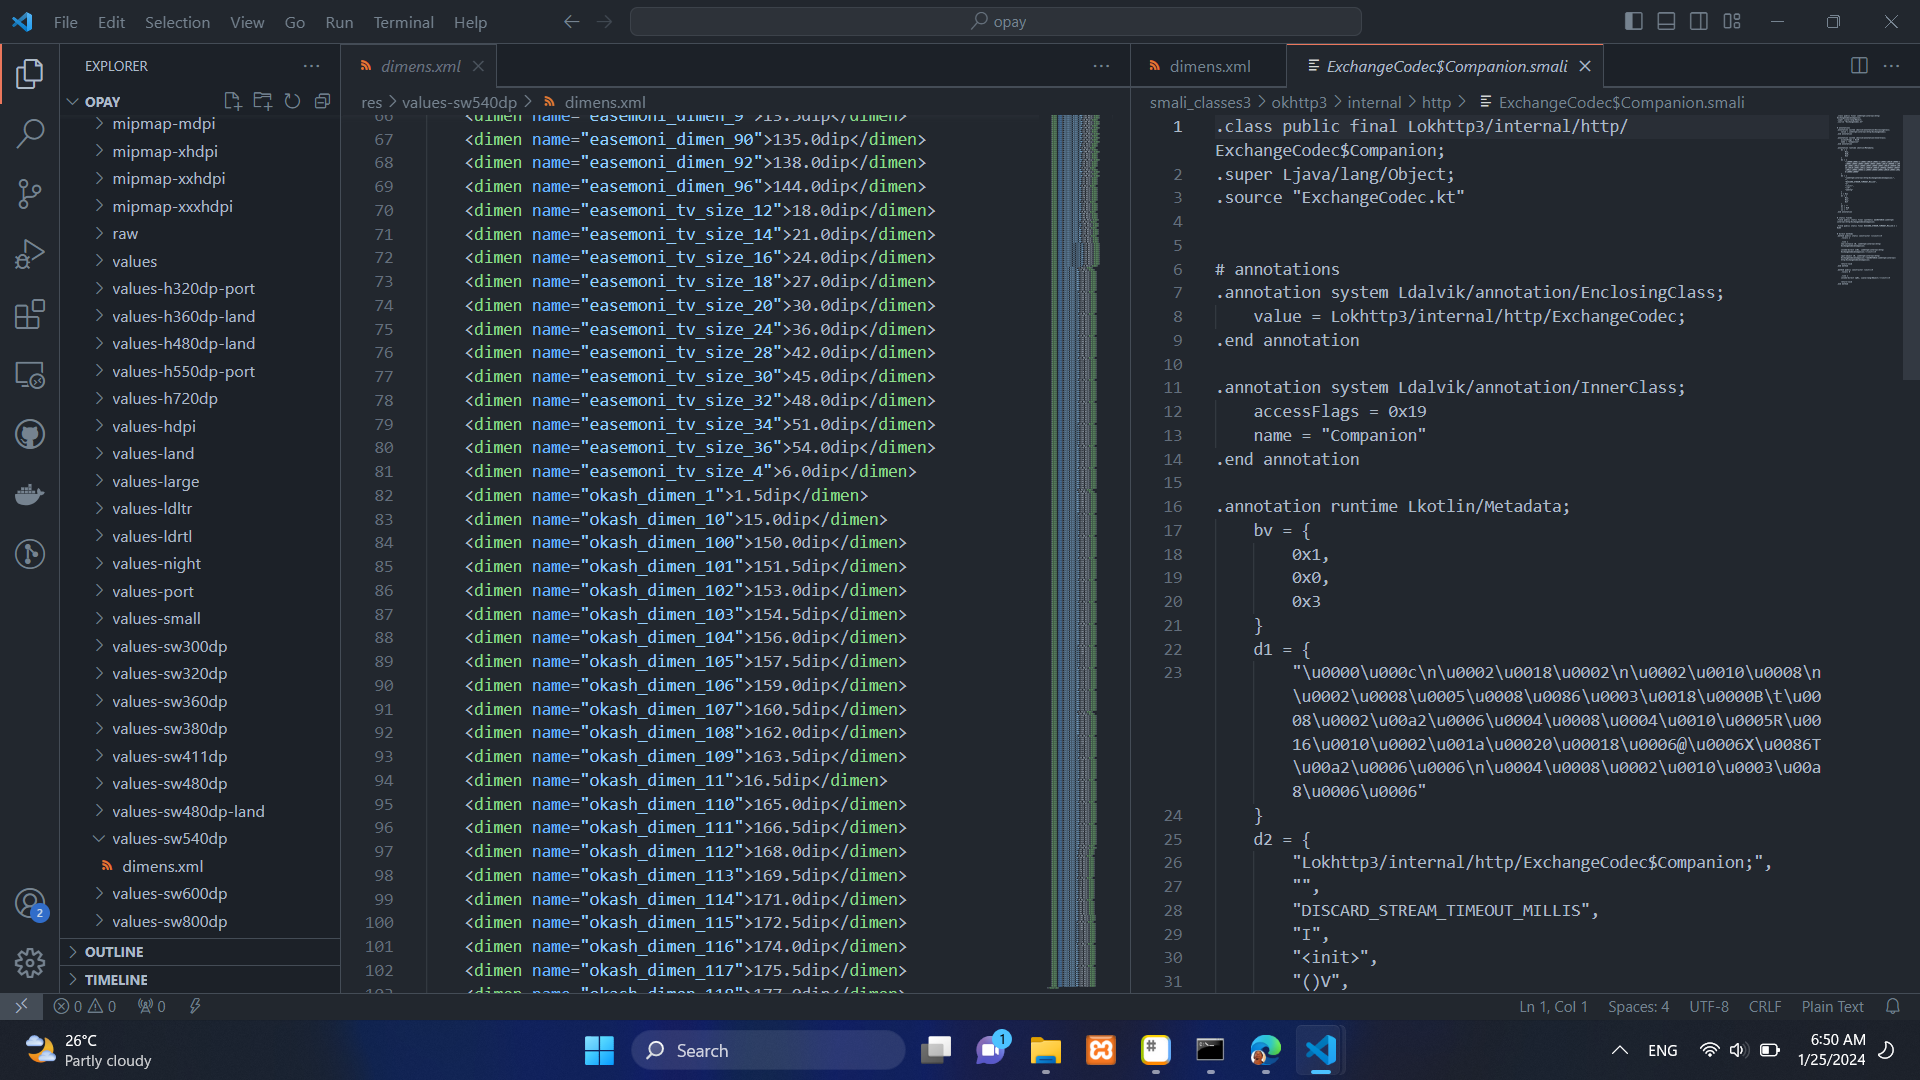 File Edit Selection View Go Run Terminal Help
opay
EXPLORER
OPAY
mipmap-mdpi
mipmap-xhdpi
mipmap-xxhdpi
mipmap-xxxhdpi
raw
values
values-h320dp-port
values-h360dp-land
values-h480dp-land
values-h550dp-port
values-h720dp
values-hdpi
values-land
values-large
values-ldltr
values-ldrtl
values-night
values-port
values-small
values-sw300dp
values-sw320dp
values-sw360dp
values-sw380dp
values-sw411dp
values-sw480dp
values-sw480dp-land
values-sw540dp
dimens.xml
values-sw600dp
values-sw800dp
OUTLINE
TIMELINE
2
dimens.xml
res > values-sw540dp > dimens.xml
66 <dimen name="easemoni_dimen_9">13.5dip</dimen>
67 <dimen name="easemoni_dimen_90">135.0dip</dimen>
68 <dimen name="easemoni_dimen_92">138.0dip</dimen>
69 <dimen name="easemoni_dimen_96">144.0dip</dimen>
70 <dimen name="easemoni_tv_size_12">18.0dip</dimen>
71 <dimen name="easemoni_tv_size_14">21.0dip</dimen>
72 <dimen name="easemoni_tv_size_16">24.0dip</dimen>
73 <dimen name="easemoni_tv_size_18">27.0dip</dimen>
74 <dimen name="easemoni_tv_size_20">30.0dip</dimen>
75 <dimen name="easemoni_tv_size_24">36.0dip</dimen>
76 <dimen name="easemoni_tv_size_28">42.0dip</dimen>
77 <dimen name="easemoni_tv_size_30">45.0dip</dimen>
78 <dimen name="easemoni_tv_size_32">48.0dip</dimen>
79 <dimen name="easemoni_tv_size_34">51.0dip</dimen>
80 <dimen name="easemoni_tv_size_36">54.0dip</dimen>
81 <dimen name="easemoni_tv_size_4">6.0dip</dimen>
82 <dimen name="okash_dimen_1">1.5dip</dimen>
83 <dimen name="okash_dimen_10">15.0dip</dimen>
84 <dimen name="okash_dimen_100">150.0dip</dimen>
85 <dimen name="okash_dimen_101">151.5dip</dimen>
86 <dimen name="okash_dimen_102">153.0dip</dimen>
87 <dimen name="okash_dimen_103">154.5dip</dimen>
88 <dimen name="okash_dimen_104">156.0dip</dimen>
89 <dimen name="okash_dimen_105">157.5dip</dimen>
90 <dimen name="okash_dimen_106">159.0dip</dimen>
91 <dimen name="okash_dimen_107">160.5dip</dimen>
92 <dimen name="okash_dimen_108">162.0dip</dimen>
93 <dimen name="okash_dimen_109">163.5dip</dimen>
94 <dimen name="okash_dimen_11">16.5dip</dimen>
95 <dimen name="okash_dimen_110">165.0dip</dimen>
96 <dimen name="okash_dimen_111">166.5dip</dimen>
97 <dimen name="okash_dimen_112">168.0dip</dimen>
98 <dimen name="okash_dimen_113">169.5dip</dimen>
99 <dimen name="okash_dimen_114">171.0dip</dimen>
100 <dimen name="okash_dimen_115">172.5dip</dimen>
101 <dimen name="okash_dimen_116">174.0dip</dimen>
102 <dimen name="okash_dimen_117">175.5dip</dimen>
103 <dimen name="okash_dimen_118">177.0dip</dimen>
dimens.xml ExchangeCodec$Companion.smali
smali_classes3 > okhttp3 > internal > http > ExchangeCodec$Companion.smali
1 .class public final Lokhttp3/internal/http/
ExchangeCodec$Companion;
2 .super Ljava/lang/Object;
3 .source "ExchangeCodec.kt"
4
5
6 # annotations
7 .annotation system Ldalvik/annotation/EnclosingClass;
8 value = Lokhttp3/internal/http/ExchangeCodec;
9 .end annotation
10
11 .annotation system Ldalvik/annotation/InnerClass;
12 accessFlags = 0x19
13 name = "Companion"
14 .end annotation
15
16 .annotation runtime Lkotlin/Metadata;
17 bv = {
18 0x1,
19 0x0,
20 0x3
21 }
22 d1 = {
23 "\u0000\u000c\n\u0002\u0018\u0002\n\u0002\u0010\u0008\n
\u0002\u0008\u0005\u0008\u0086\u0003\u0018\u0000B\t\u00
08\u0002\u00a2\u0006\u0004\u0008\u0004\u0010\u0005R\u00
16\u0010\u0002\u001a\u00020\u00018\u0006@\u0006X\u0086T
\u00a2\u0006\u0006\n\u0004\u0008\u0002\u0010\u0003\u00a
8\u0006\u0006"
24 }
25 d2 = {
26 "Lokhttp3/internal/http/ExchangeCodec$Companion;",
27 "",
28 "DISCARD_STREAM_TIMEOUT_MILLIS",
29 "I",
30 "<init>",
31 "()V",
0 0 0
Ln 1, Col 1 Spaces: 4 UTF-8 CRLF Plain Text
26°C
Partly cloudy
Search
1
ENG
6:50 AM
1/25/2024